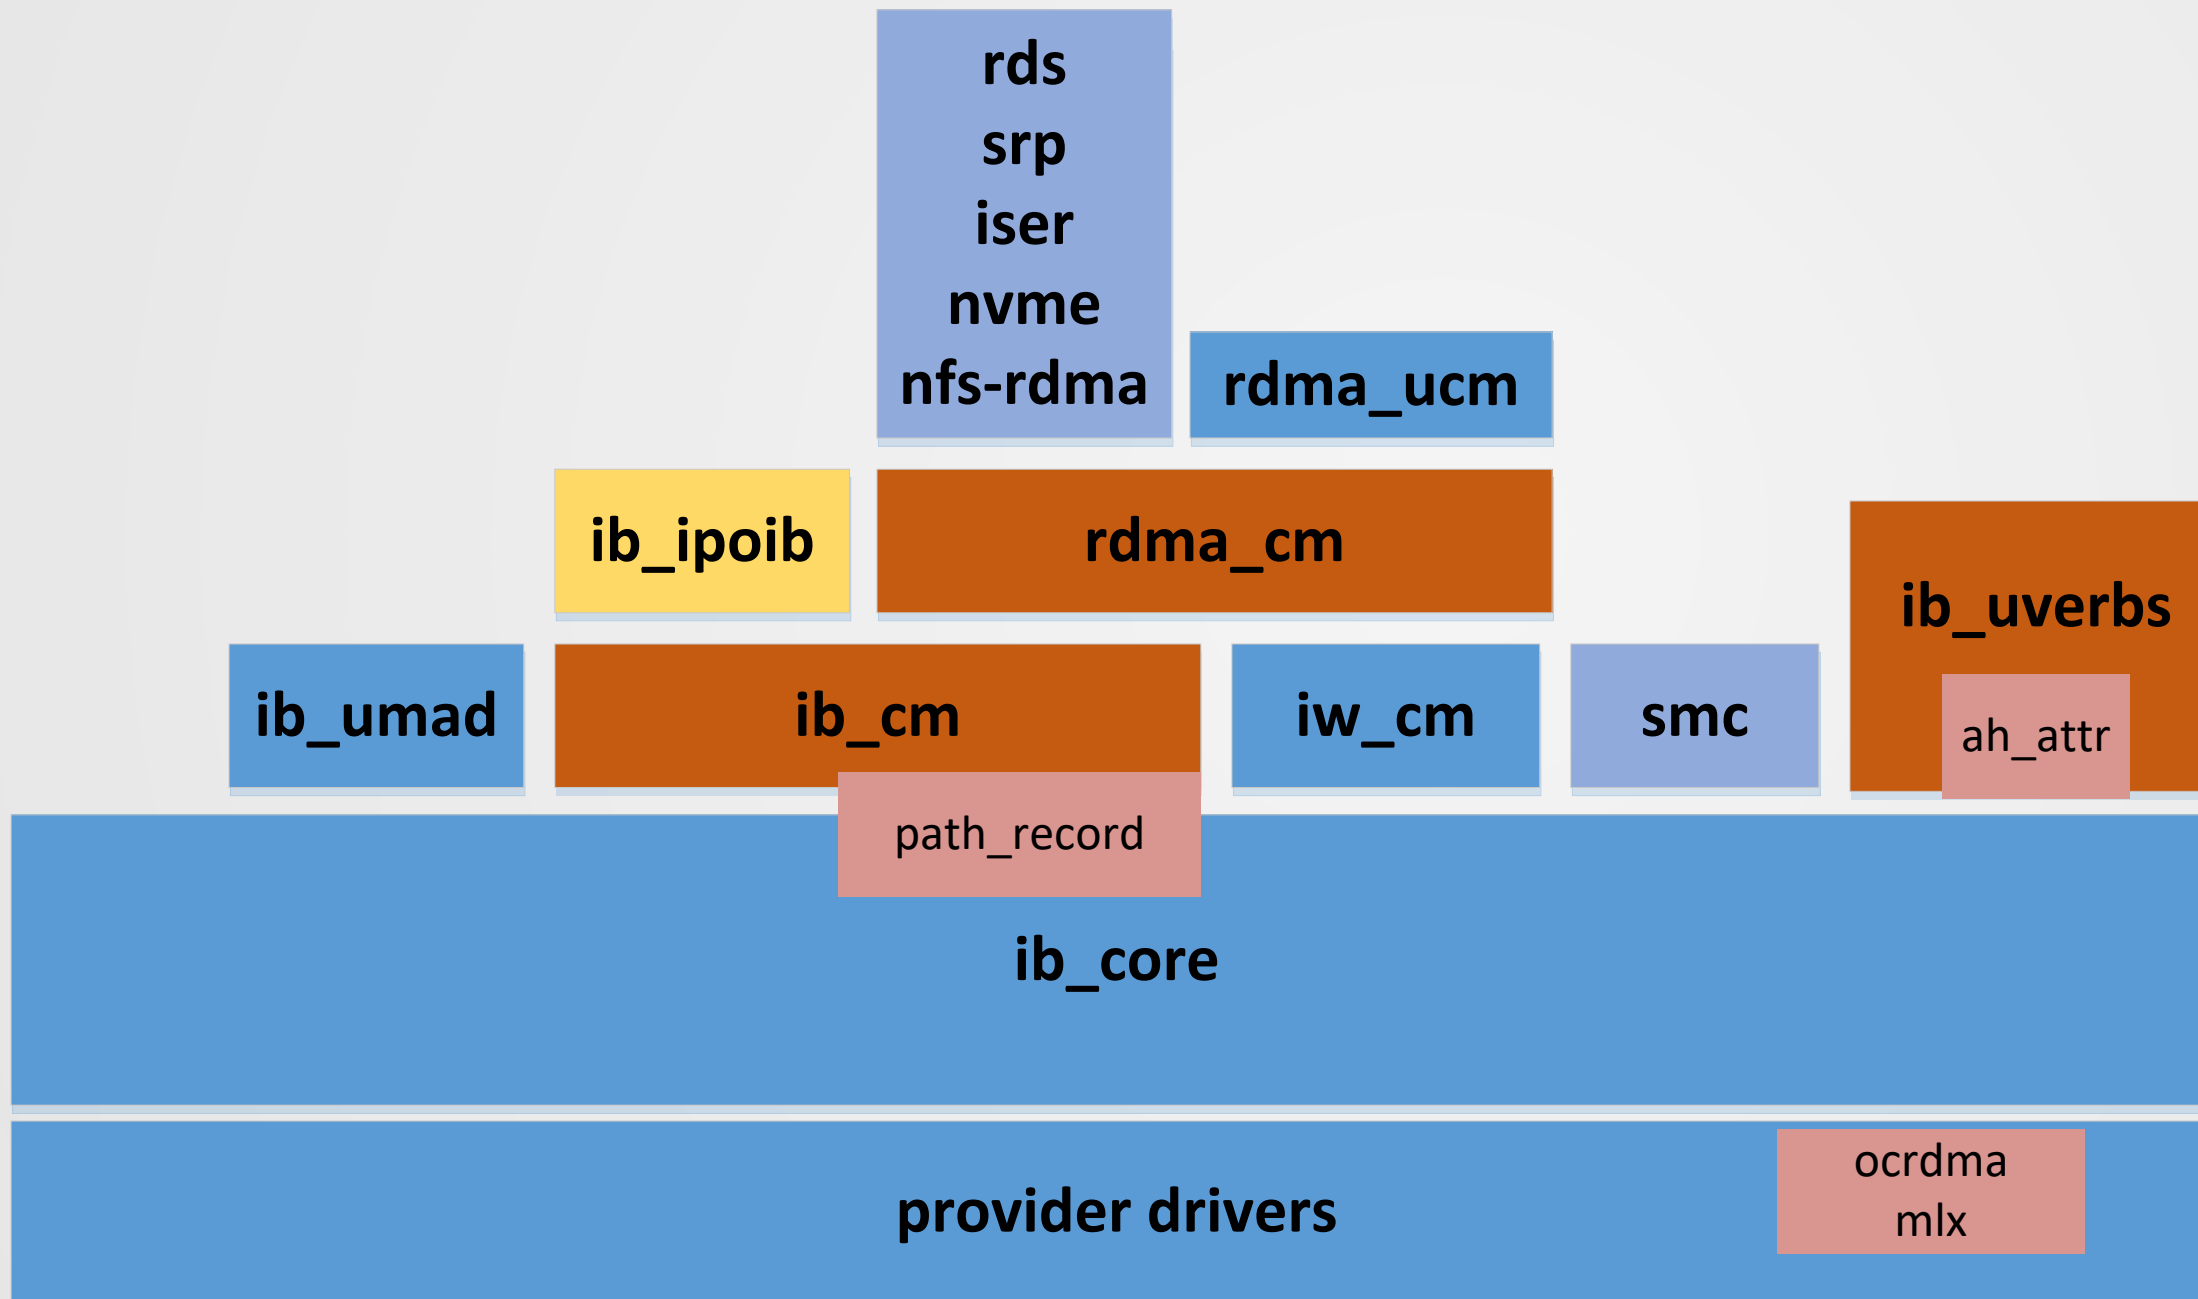 rds
srp
iser
nvme
nfs-rdma
rdma_ucm
ib_ipoib
rdma_cm
ib_uverbs
ib_umad
ib_cm
iw_cm
smc
ah_attr
path_record
ib_core
ocrdma
mlx
provider drivers